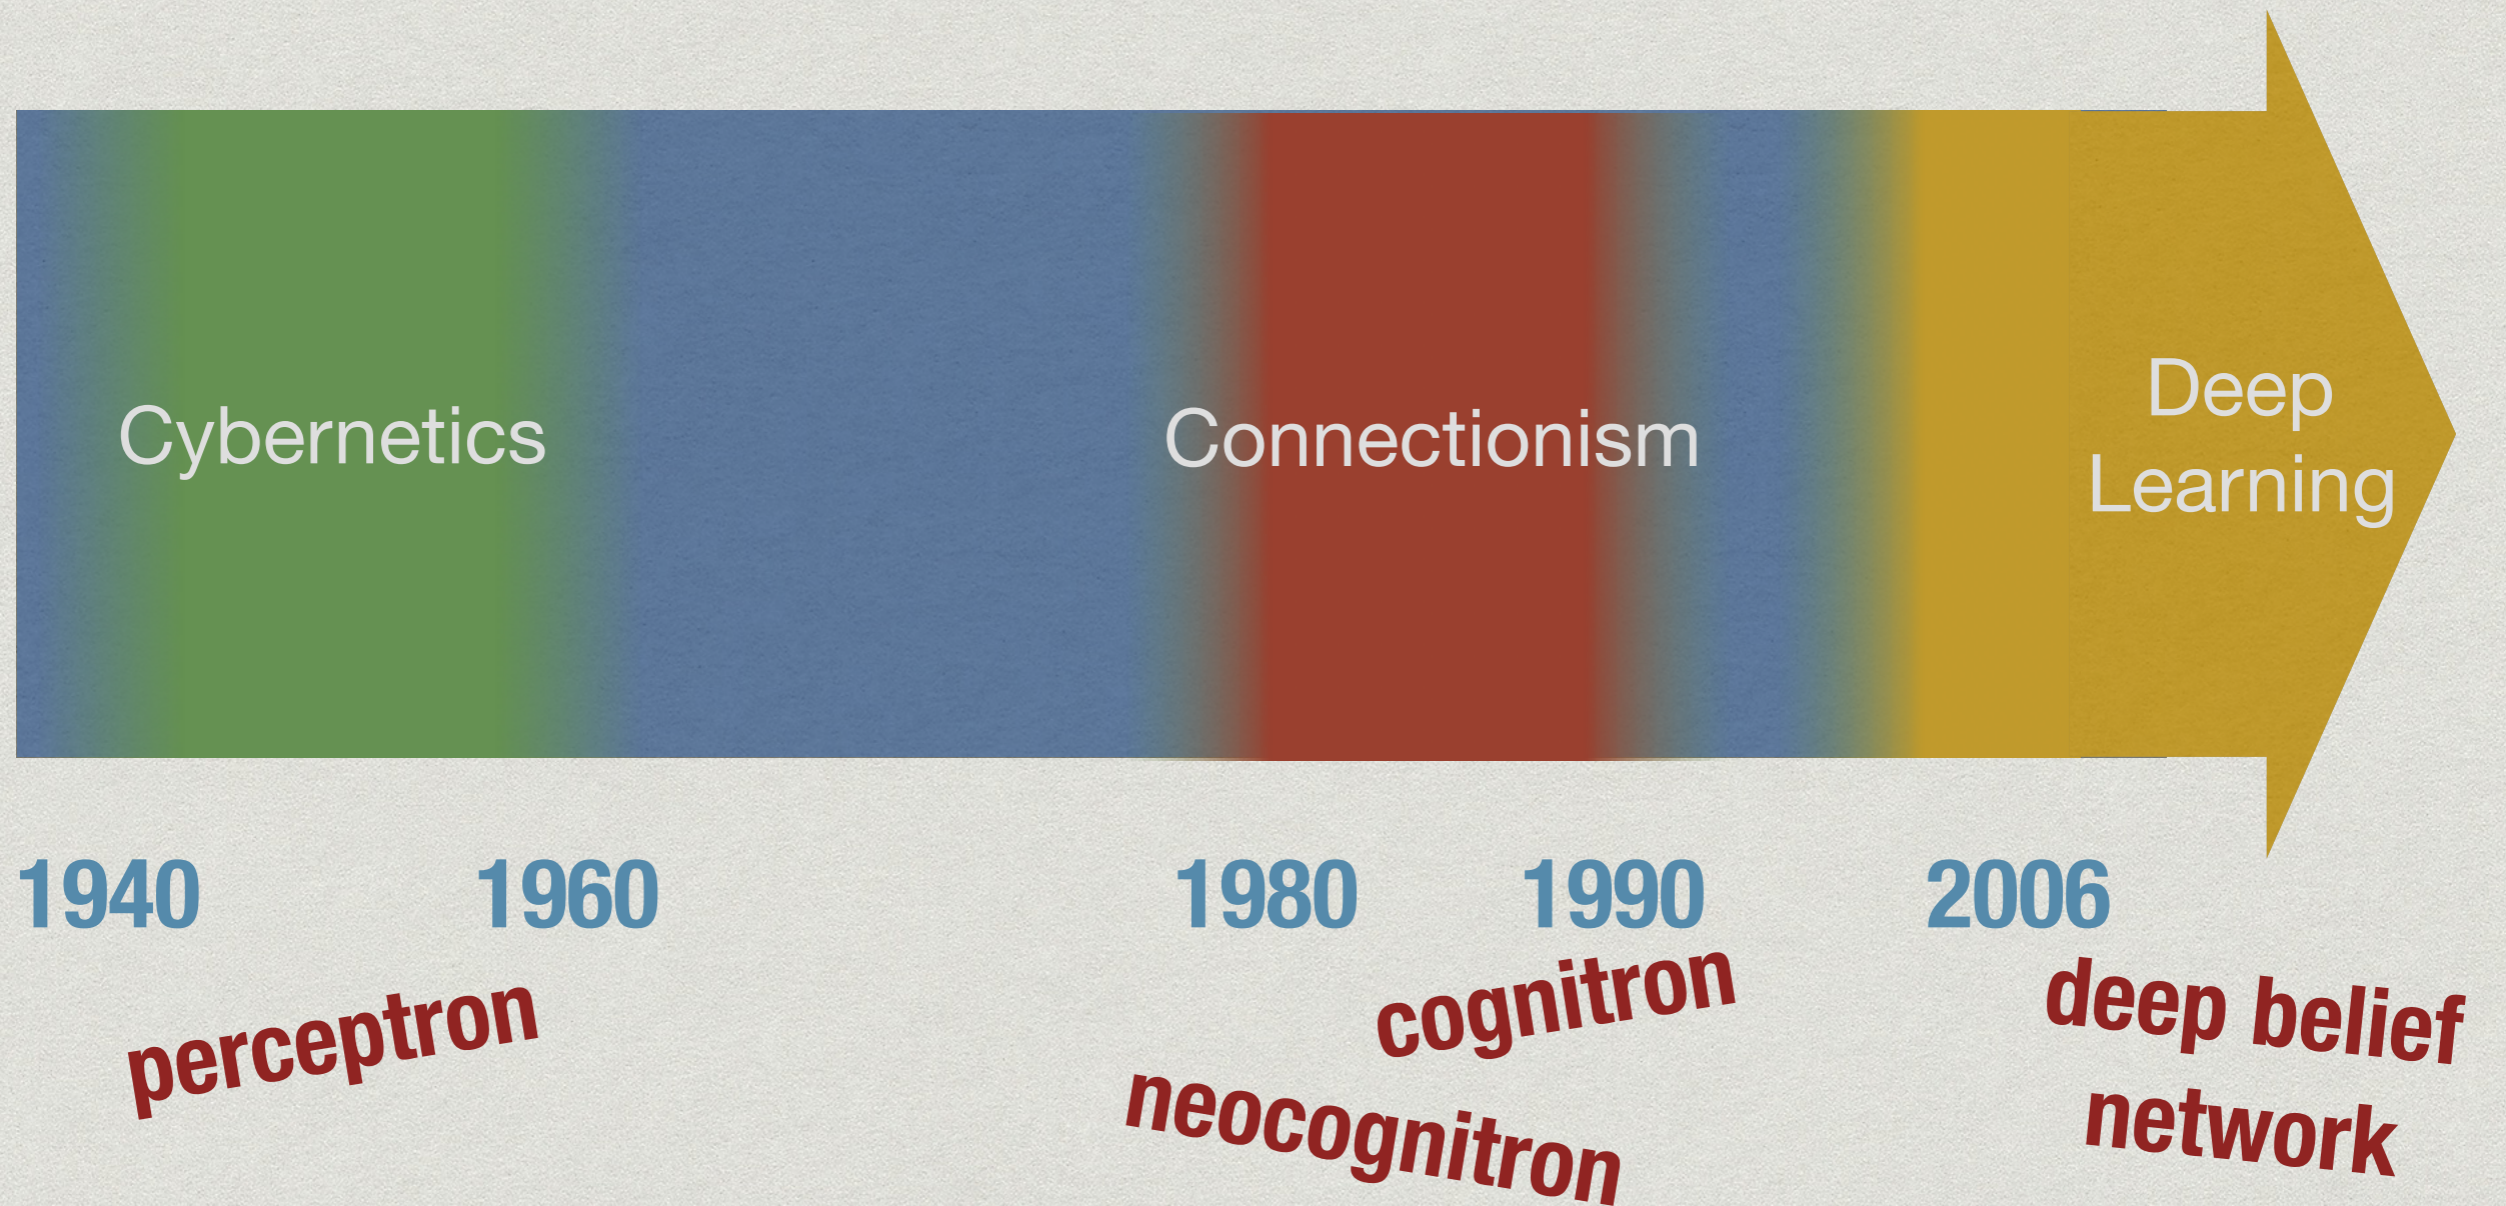 Cybernetics
Connectionism
Deep
Learning
1940 1960 1980 1990 2006
perceptron
cognitron
neocognitron
deep belief
network